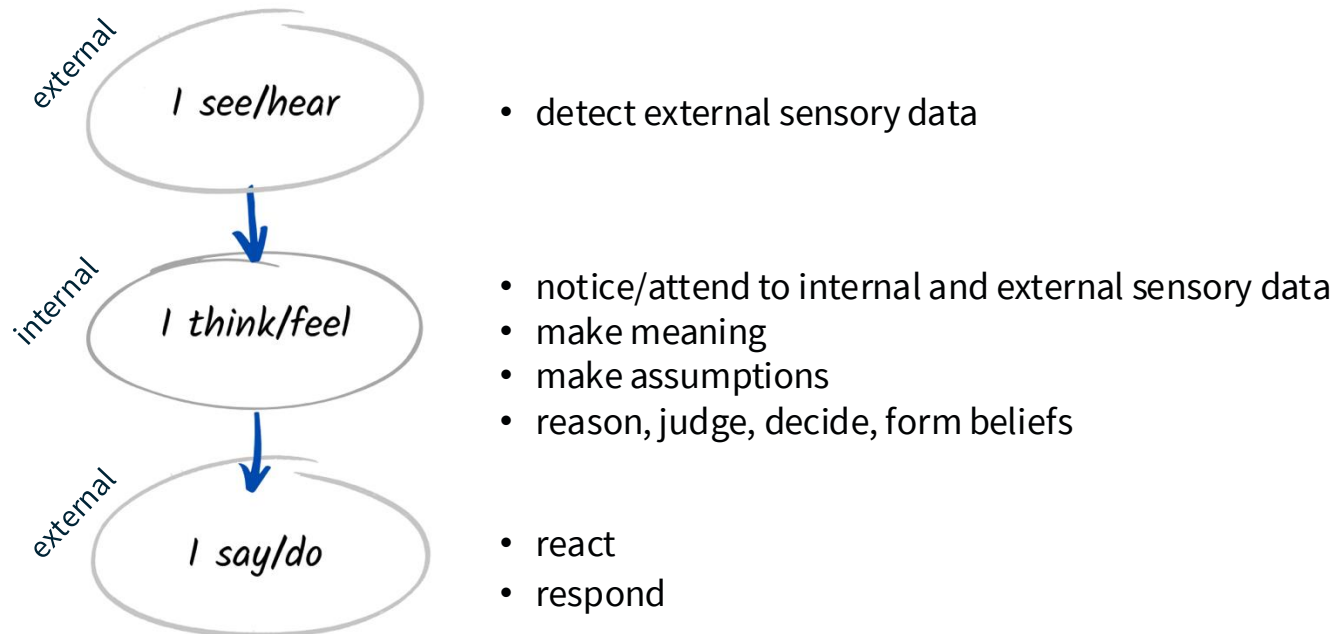 external
I see/hear
• detect external sensory data
internal
I think/feel
• notice/attend to internal and external sensory data
• make meaning
• make assumptions
• reason, judge, decide, form beliefs
external
I say/do
• react
• respond